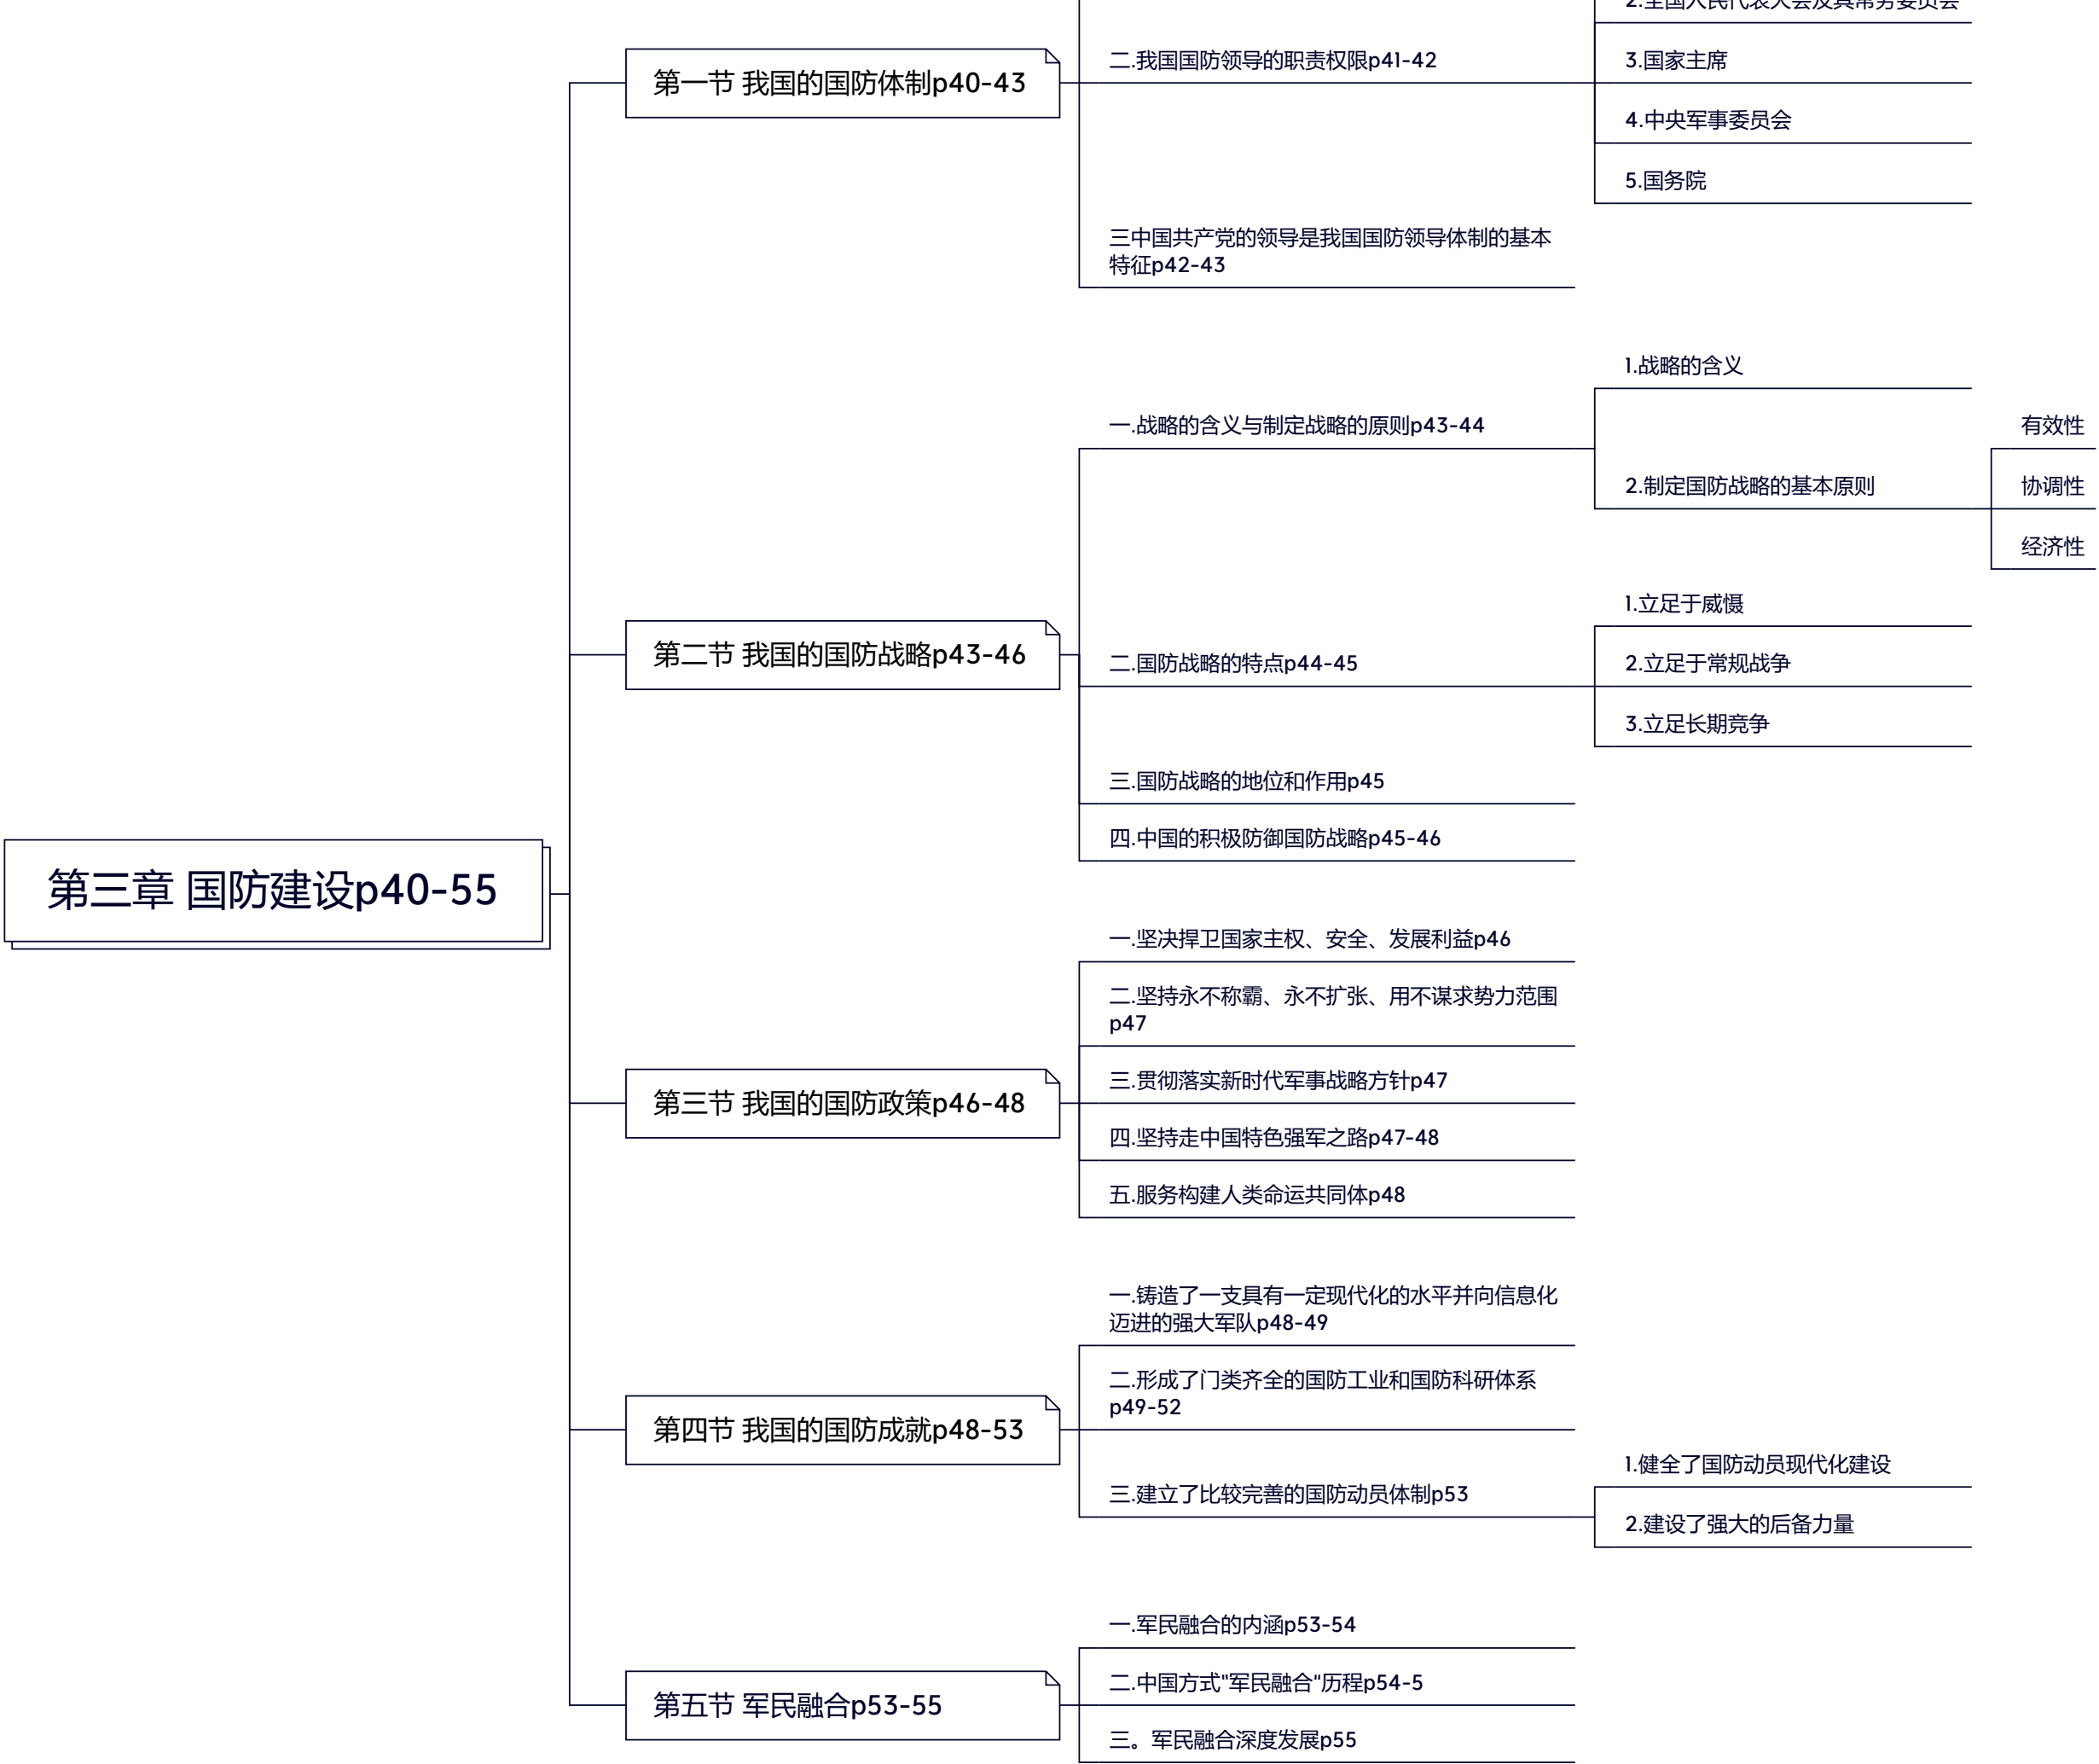 2.全国人民代表大会及其常务委员会
第一节 我国的国防体制p40-43
二.我国国防领导的职责权限p41-42
3.国家主席
4.中央军事委员会
5.国务院
三中国共产党的领导是我国国防领导体制的基本
特征p42-43
第二节 我国的国防战略p43-46
一.战略的含义与制定战略的原则p43-44
1.战略的含义
2.制定国防战略的基本原则
有效性
协调性
经济性
二.国防战略的特点p44-45
1.立足于威慑
2.立足于常规战争
3.立足长期竞争
三.国防战略的地位和作用p45
四.中国的积极防御国防战略p45-46
第三章 国防建设p40-55
第三节 我国的国防政策p46-48
一.坚决捍卫国家主权、安全、发展利益p46
二.坚持永不称霸、永不扩张、用不谋求势力范围
p47
三.贯彻落实新时代军事战略方针p47
四.坚持走中国特色强军之路p47-48
五.服务构建人类命运共同体p48
第四节 我国的国防成就p48-53
一.铸造了一支具有一定现代化的水平并向信息化
迈进的强大军队p48-49
二.形成了门类齐全的国防工业和国防科研体系
p49-52
三.建立了比较完善的国防动员体制p53
1.健全了国防动员现代化建设
2.建设了强大的后备力量
第五节 军民融合p53-55
一.军民融合的内涵p53-54
二.中国方式"军民融合"历程p54-5
三。军民融合深度发展p55